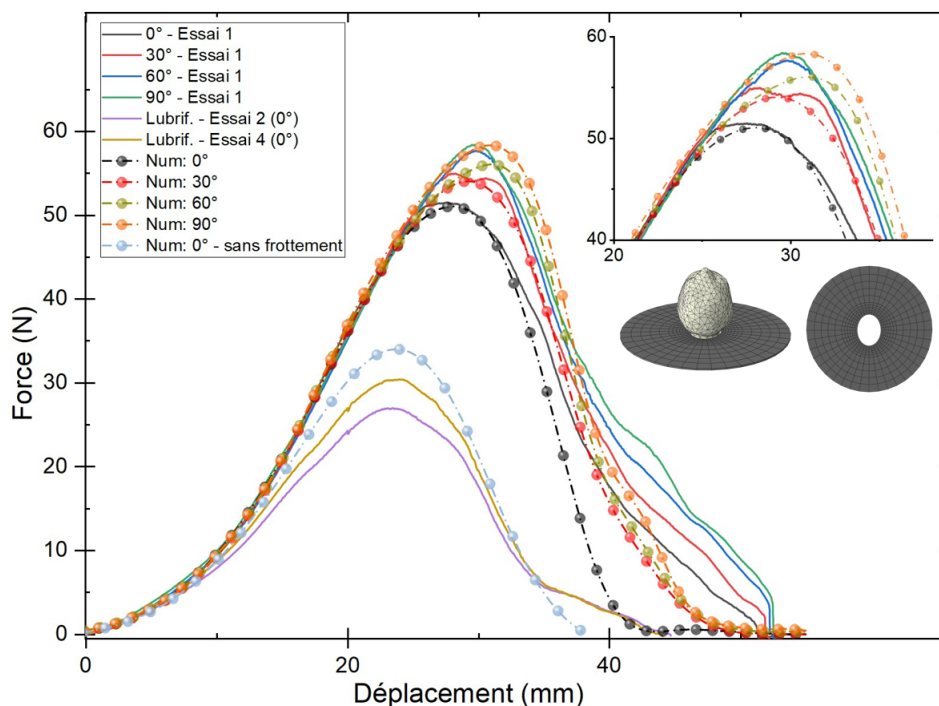 0° - Essai 1
30° - Essai 1
60° - Essai 1
90° - Essai 1
Lubrif. - Essai 2 (0°)
Lubrif. - Essai 4 (0°)
Num: 0°
Num: 30°
Num: 60°
Num: 90°
Num: 0° - sans frottement
60
50
40
20
30
60
50
40
30
20
10
0
Force (N)
0
20
40
60
Déplacement (mm)